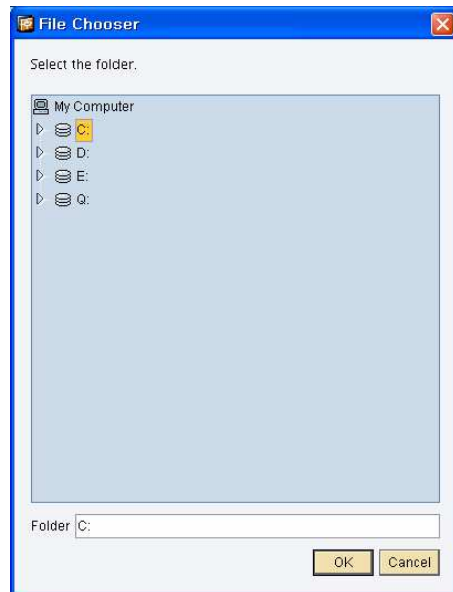 File Chooser
Select the folder.
My Computer
C:
D:
E:
Q:
Folder C:
OK Cancel